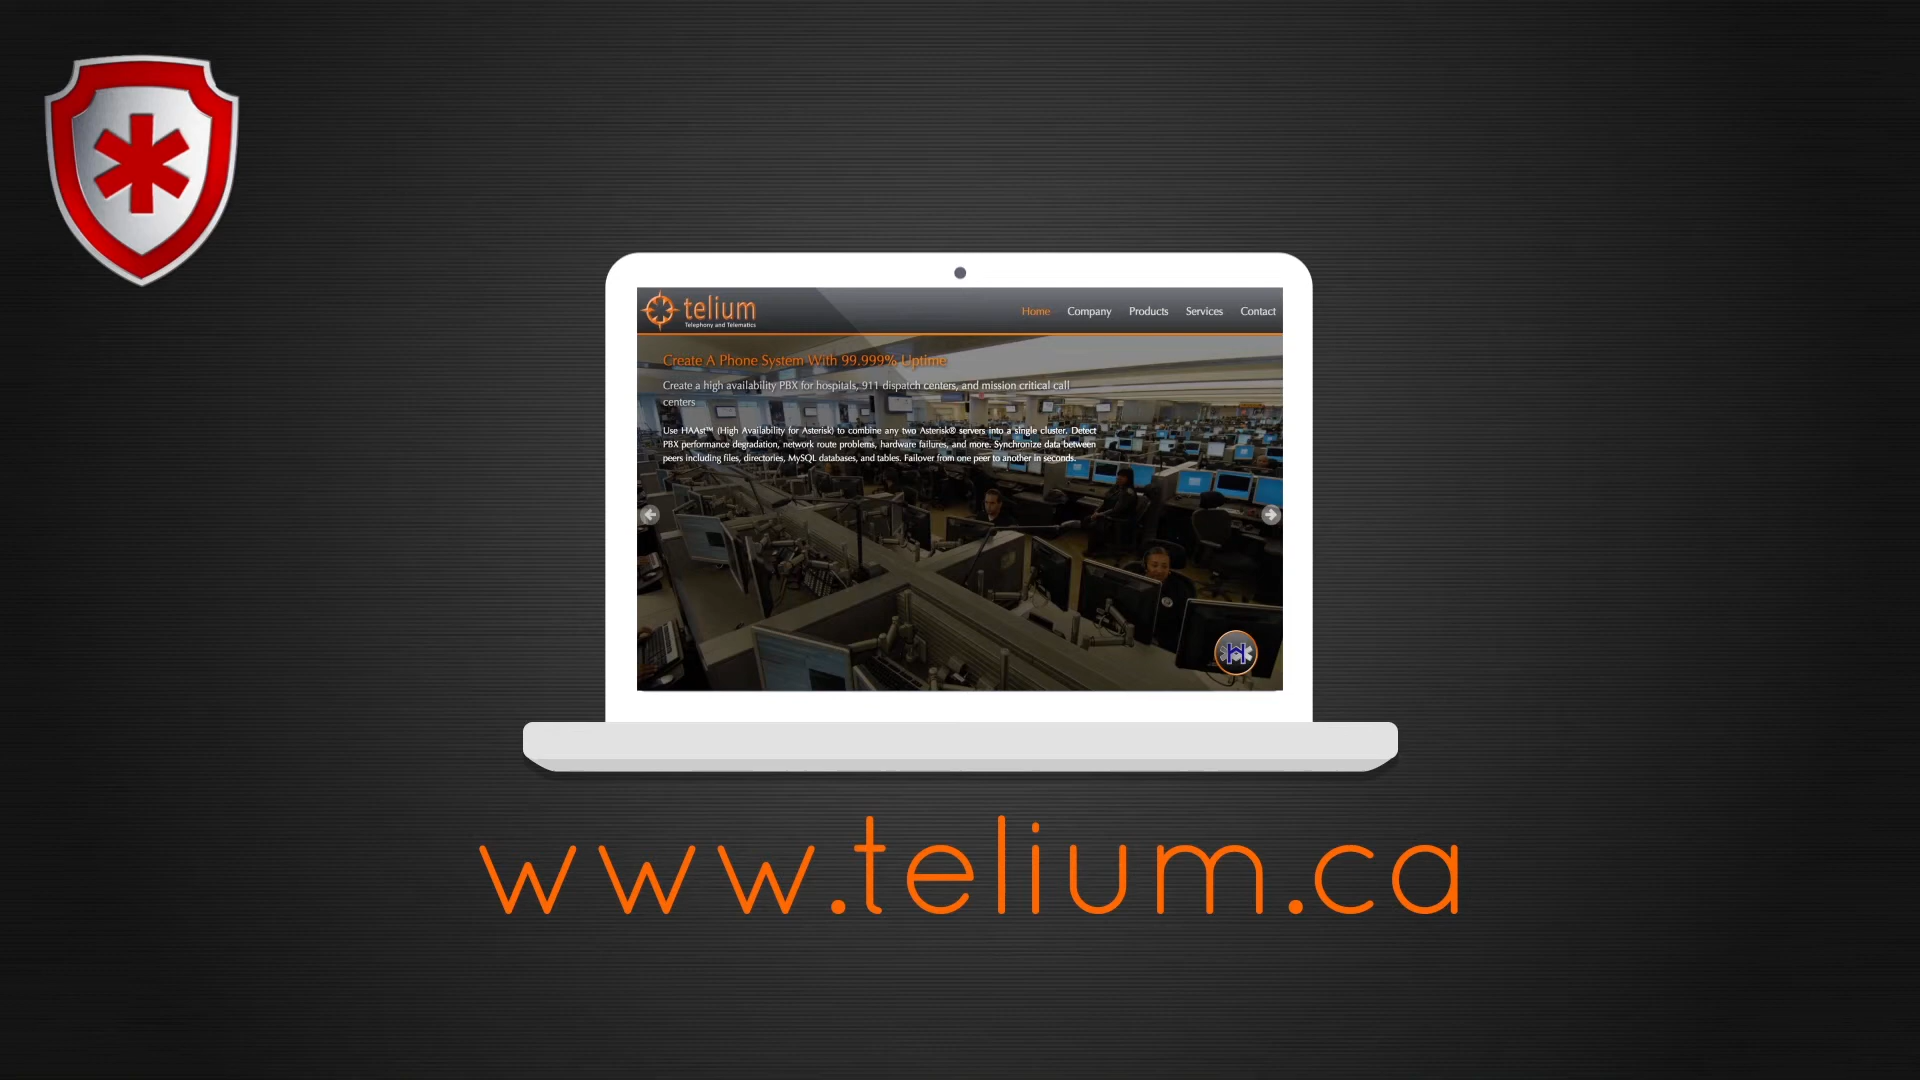 telium
Telephony and Telematics
Home Company Products Services Contact
Create A Phone System With 99.999% Uptime
Create a high availability PBX for hospitals, 911 dispatch centers, and mission critical call
centers
Use HAAst™ (High Availability for Asterisk) to combine any two Asterisk® servers into a single cluster. Detect
PBX performance degradation, network route problems, hardware failures, and more. Synchronize data between
peers including files, directories, MySQL databases, and tables. Failover from one peer to another in seconds.
www.telium.ca